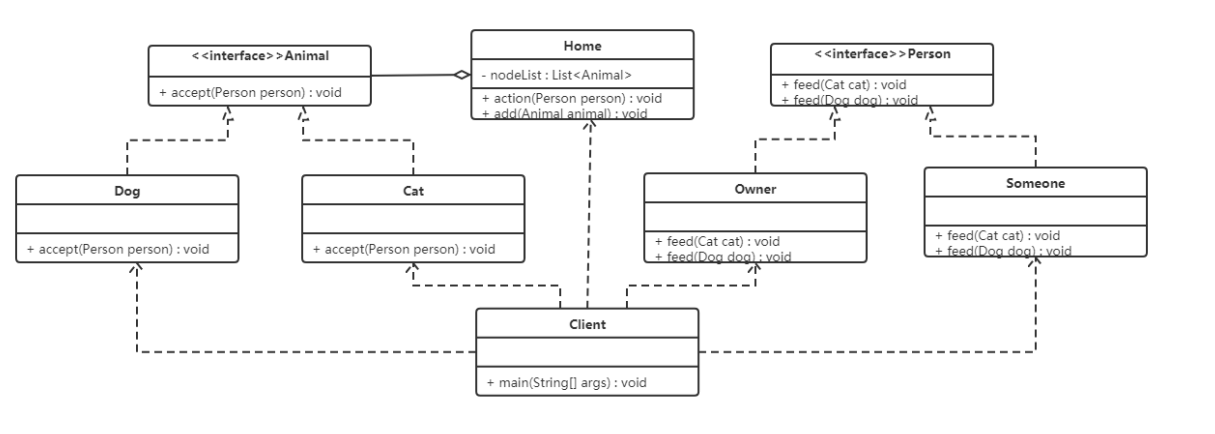 <<interface>>Animal
+ accept(Person person) : void
Home
- nodeList : List<Animal>
+ action(Person person) : void
+ add(Animal animal) : void
<<interface>>Person
+ feed(Cat cat) : void
+ feed(Dog dog) : void
Dog
+ accept(Person person) : void
Cat
+ accept(Person person) : void
Owner
+ feed(Cat cat) : void
+ feed(Dog dog) : void
Someone
+ feed(Cat cat) : void
+ feed(Dog dog) : void
Client
+ main(String[] args) : void